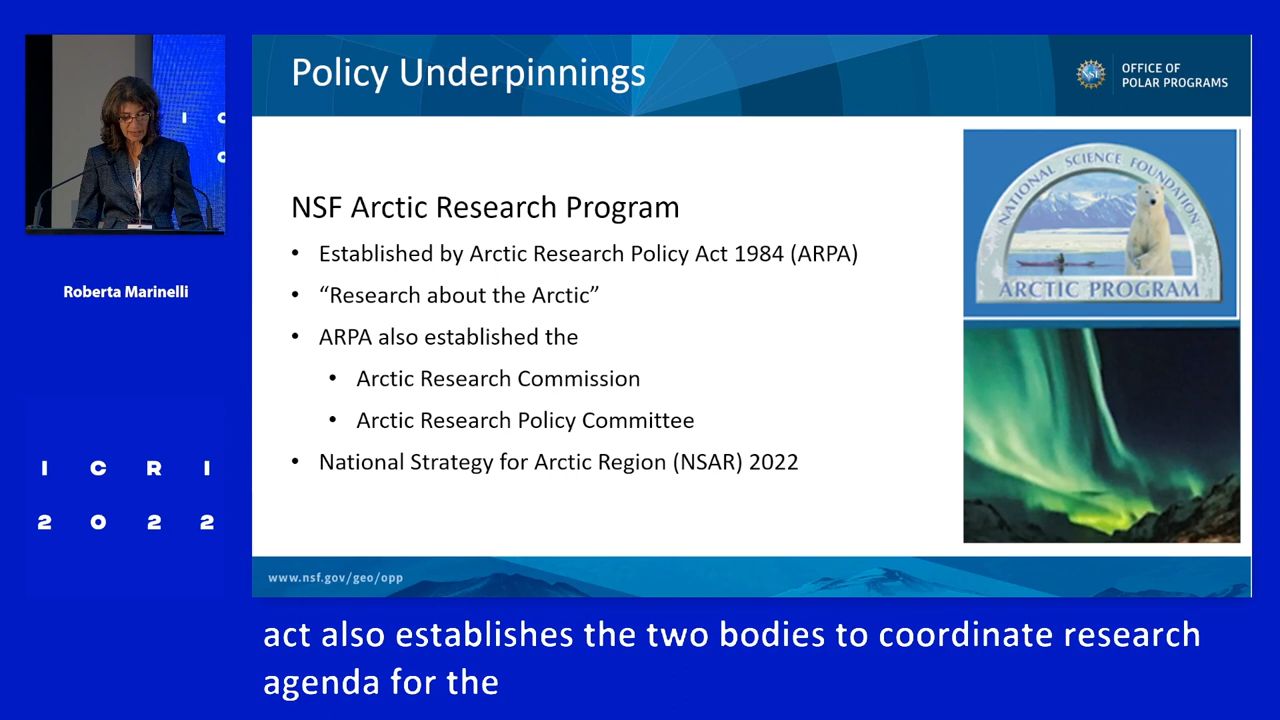 Policy Underpinnings
NSF
OFFICE OF
POLAR PROGRAMS
I C
O
Roberta Marinelli
I C R I
2 0 2 2
NSF Arctic Research Program
• Established by Arctic Research Policy Act 1984 (ARPA)
• “Research about the Arctic”
• ARPA also established the
• Arctic Research Commission
• Arctic Research Policy Committee
• National Strategy for Arctic Region (NSAR) 2022
NATIONAL SCIENCE FOUNDATION
ARCTIC PROGRAM
www.nsf.gov/geo/opp
act also establishes the two bodies to coordinate research
agenda for the